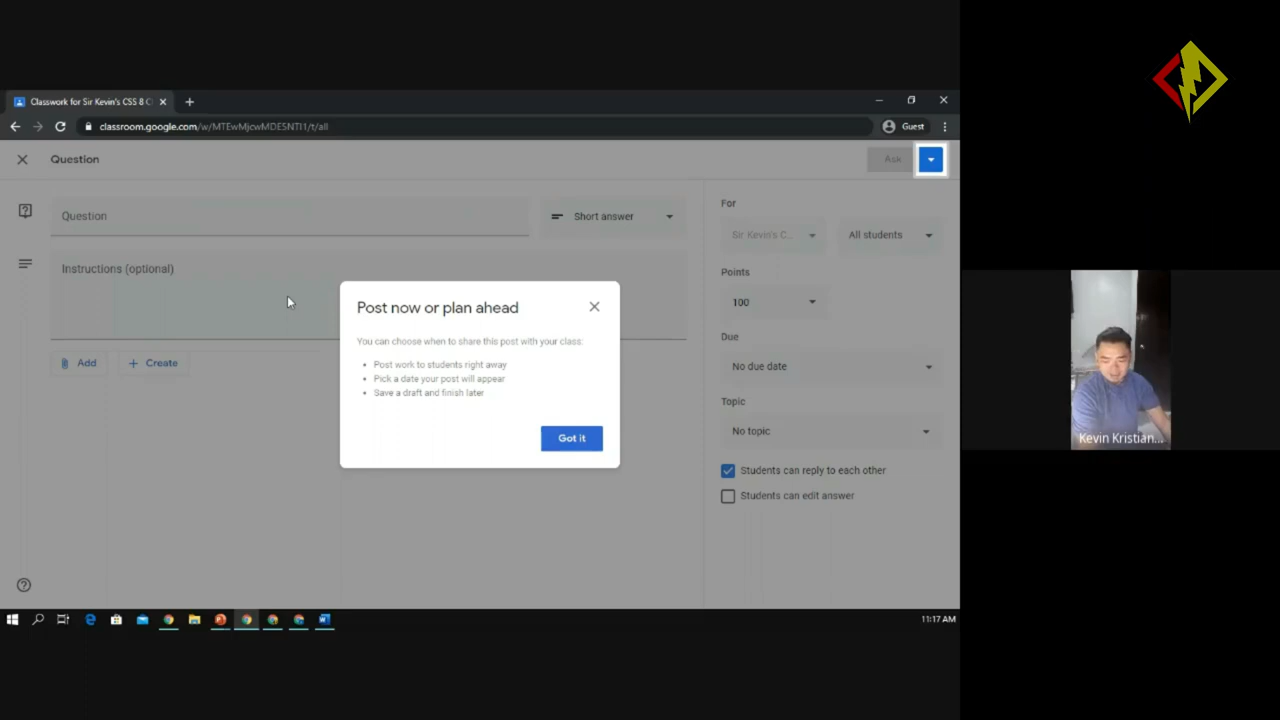 Classwork for Sir Kevin's CSS 8 C
classroom.google.com/w/MTEwMjcwMDE5NTI1/t/all
Guest
Question
Ask
Question
Short answer
Instructions (optional)
Add
Create
For
Sir Kevin's C...
All students
Points
100
Due
No due date
Topic
No topic
Students can reply to each other
Students can edit answer
Post now or plan ahead
You can choose when to share this post with your class:
Post work to students right away
Pick a date your post will appear
Save a draft and finish later
Got it
11:17 AM
Kevin Kristian...